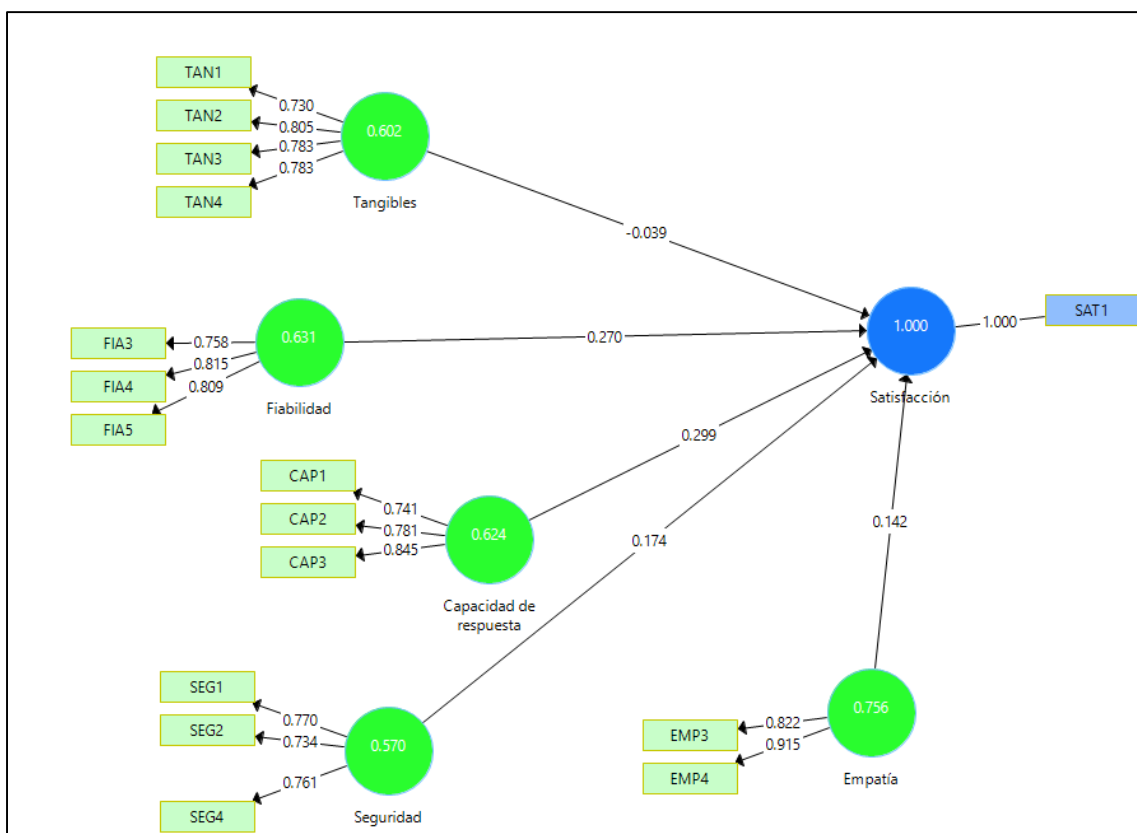 TAN1
0.730
TAN2
0.805
0.602
TAN3
0.783
0.783
TAN4
Tangibles
-0.039
FIA3
0.758
0.631
0.815
FIA4
0.809
FIA5
Fiabilidad
0.270
1.000
1.000
SAT1
Satisfacción
CAP1
0.741
CAP2
0.781
0.624
0.845
CAP3
Capacidad de
respuesta
0.299
0.174
0.142
SEG1
0.770
SEG2
0.734
0.570
0.761
SEG4
Seguridad
EMP3
0.822
0.756
0.915
EMP4
Empatía